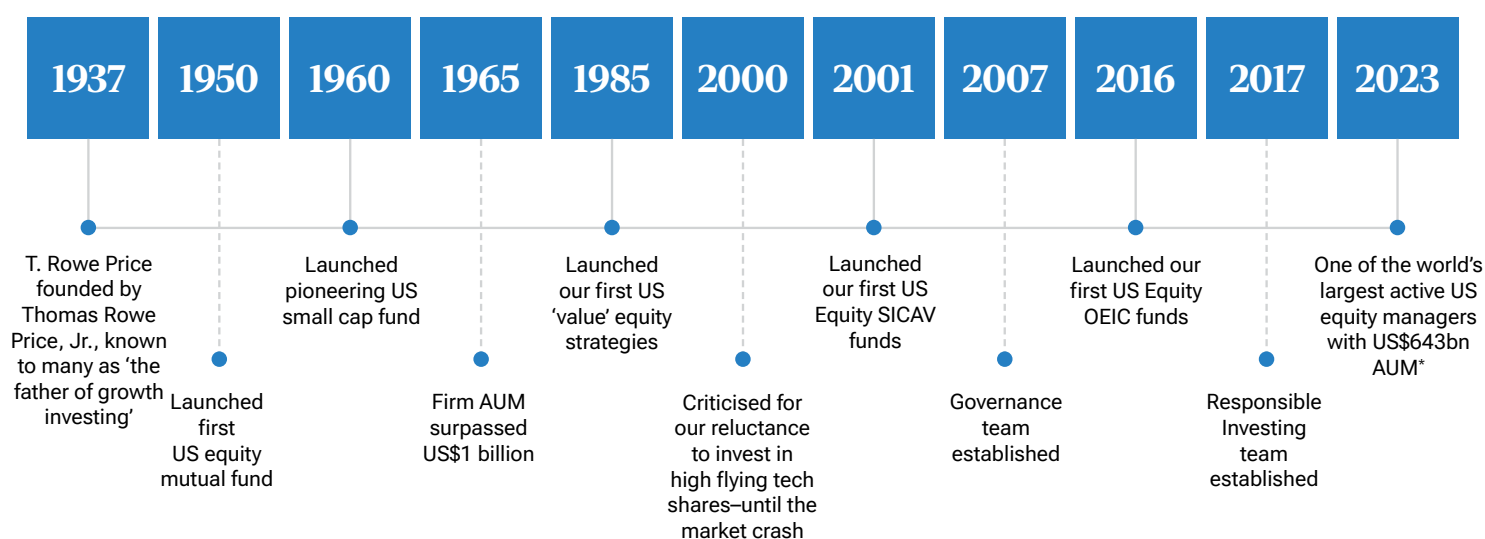 1937
1950
1960
1965
1985
2000
2001
2007
2016
2017
2023
T. Rowe Price
founded by
Thomas Rowe
Price, Jr., known
to many as ‘the
father of growth
investing’
Launched
first
US equity
mutual fund
Launched
pioneering US
small cap fund
Firm AUM
surpassed
US$1 billion
Launched
our first US
‘value’ equity
strategies
Criticised for
our reluctance
to invest in
high flying tech
shares–until the
market crash
Launched
our first US
Equity SICAV
funds
Governance
team
established
Launched our
first US Equity
OEIC funds
Responsible
Investing
team
established
One of the world’s
largest active US
equity managers
with US$643bn
AUM*